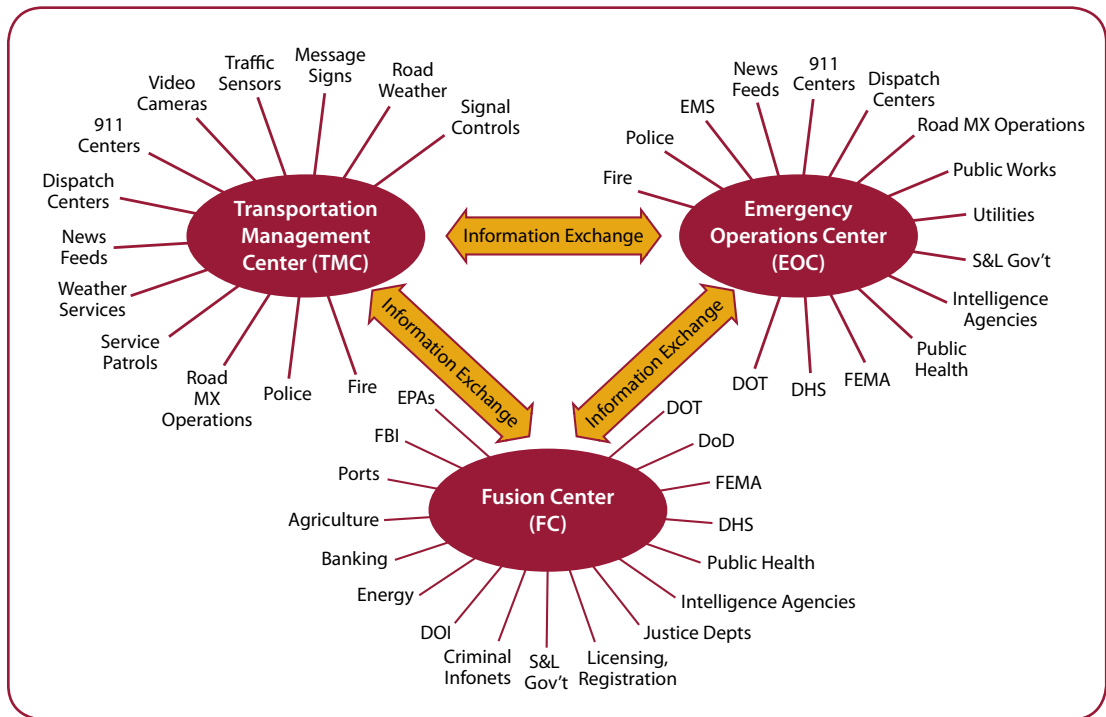 Message
Signs
Traffic
Sensors
Road
Weather
Video
Cameras
Signal
Controls
911
Centers
Dispatch
Centers
News
Feeds
Weather
Services
Service
Patrols
Road
MX
Operations
Police
Fire
Transportation
Management
Center (TMC)
Information Exchange
911
Centers
News
Feeds
Dispatch
Centers
EMS
Road MX Operations
Police
Public Works
Fire
Utilities
S&L Gov’t
Intelligence
Agencies
Public
Health
FEMA
DHS
DOT
Emergency
Operations Center
(EOC)
Information Exchange
Information Exchange
EPAs
FBI
Ports
Agriculture
Banking
Energy
DOI
Criminal
Infonets
S&L
Gov’t
Licensing,
Registration
Justice Depts
Intelligence Agencies
Public Health
DHS
FEMA
DoD
DOT
Fusion Center
(FC)